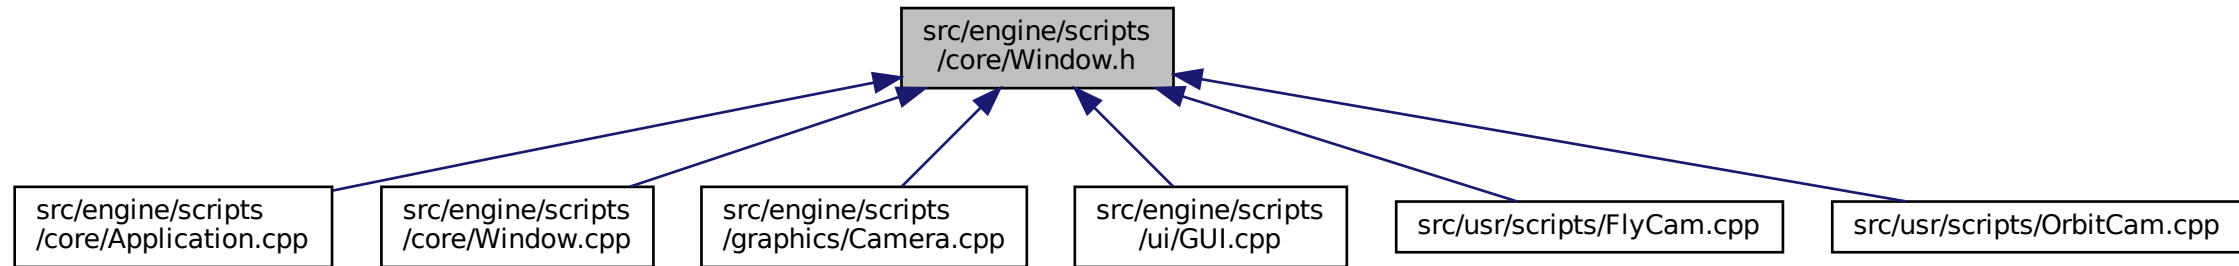 src/engine/scripts
/core/Window.h
src/engine/scripts
/core/Application.cpp
src/engine/scripts
/core/Window.cpp
src/engine/scripts
/graphics/Camera.cpp
src/engine/scripts
/ui/GUI.cpp
src/usr/scripts/FlyCam.cpp
src/usr/scripts/OrbitCam.cpp